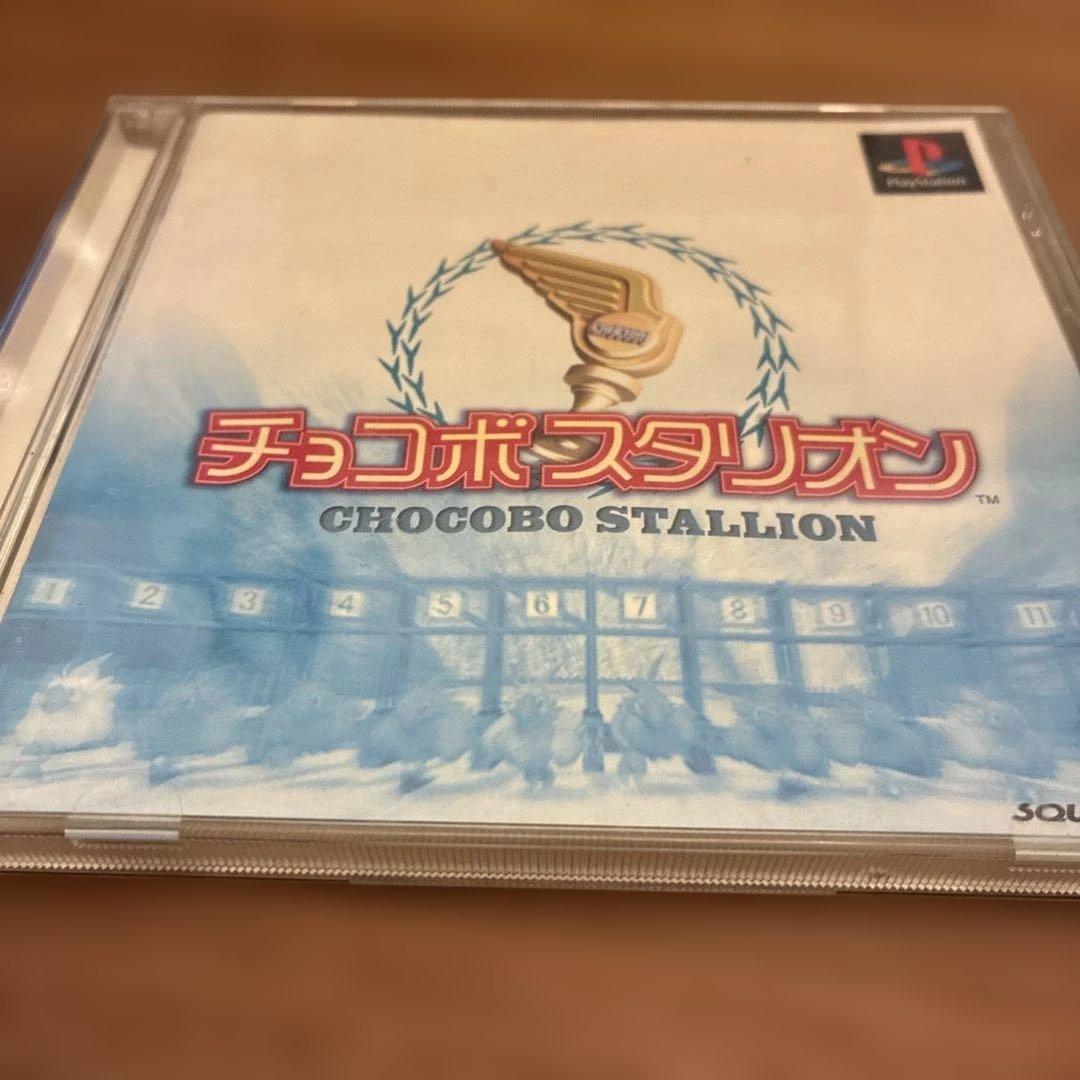 PlayStation
チョコボスタリオン
TM
CHOCOBO STALLION
1 2 3 4 5 6 7 8 9 10 11
SQU